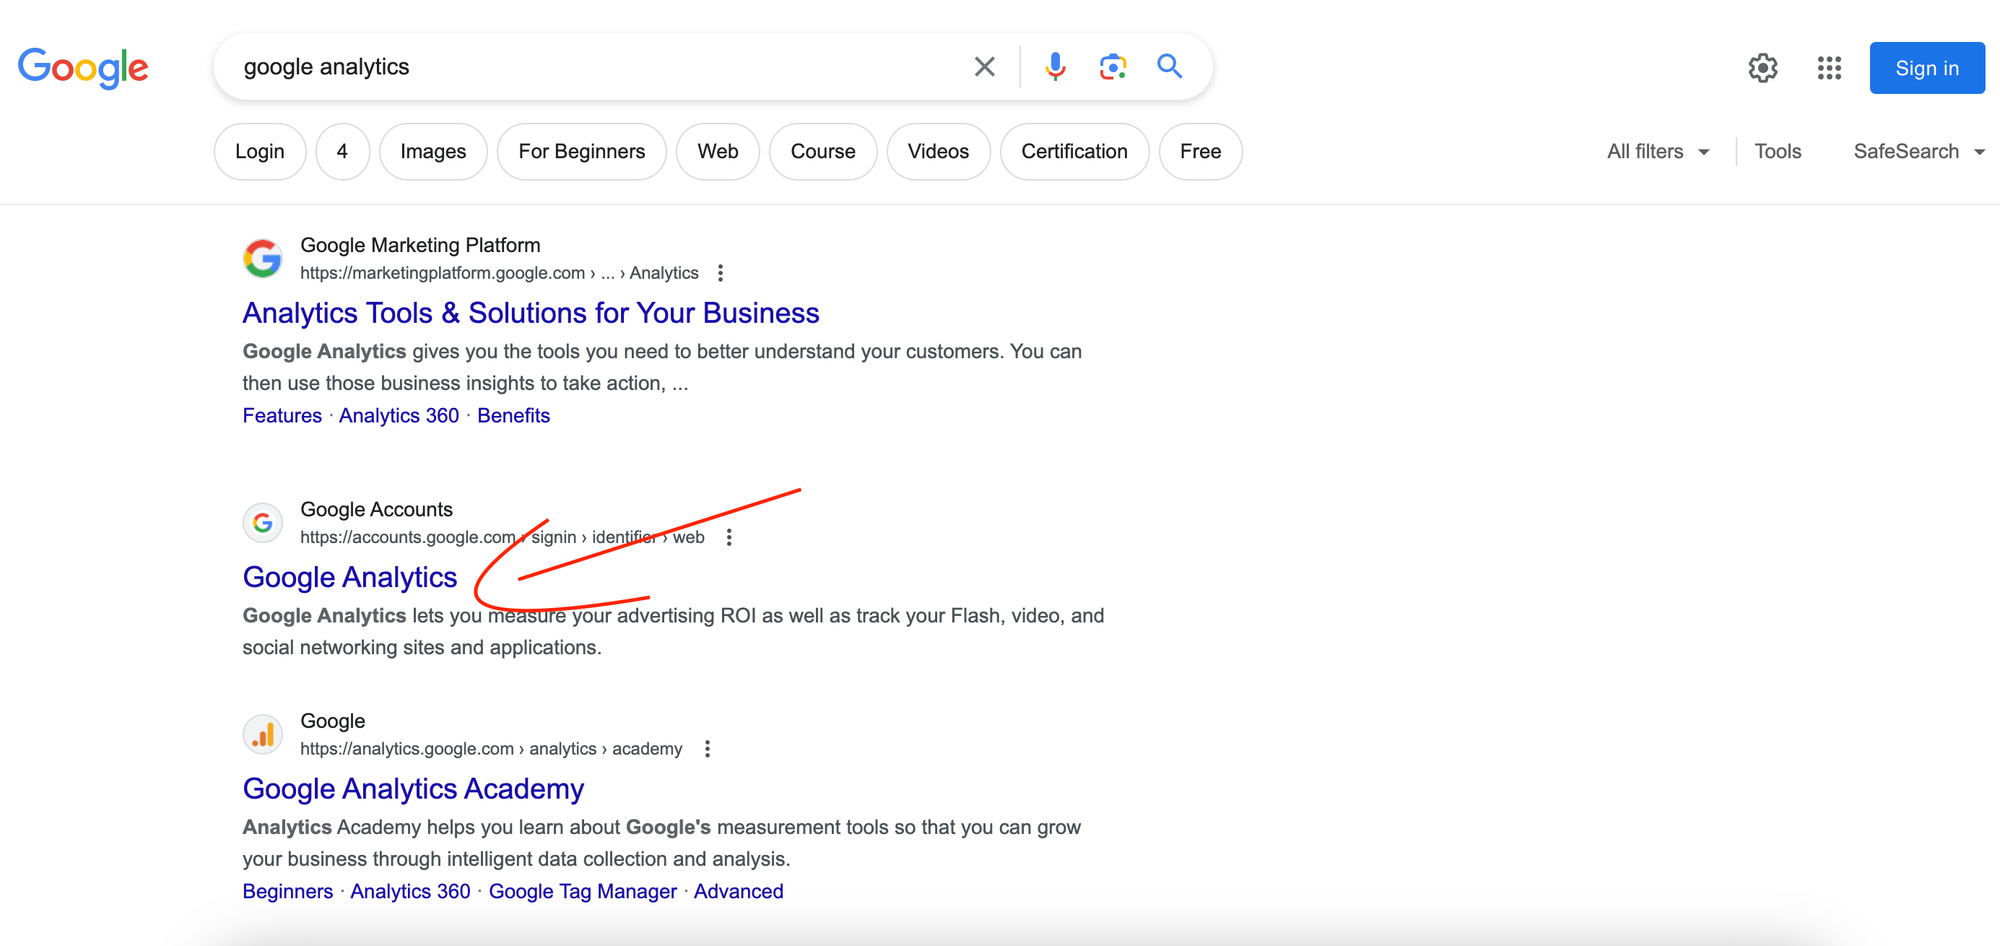 Google
google analytics
Sign in
Login
4
Images
For Beginners
Web
Course
Videos
Certification
Free
All filters
Tools
SafeSearch
Google Marketing Platform
https://marketingplatform.google.com › ... › Analytics
Analytics Tools & Solutions for Your Business
Google Analytics gives you the tools you need to better understand your customers. You can
then use those business insights to take action, ...
Features · Analytics 360 · Benefits
Google Accounts
https://accounts.google.com › signin › identifier › web
Google Analytics
Google Analytics lets you measure your advertising ROI as well as track your Flash, video, and
social networking sites and applications.
Google
https://analytics.google.com › analytics › academy
Google Analytics Academy
Analytics Academy helps you learn about Google's measurement tools so that you can grow
your business through intelligent data collection and analysis.
Beginners · Analytics 360 · Google Tag Manager · Advanced